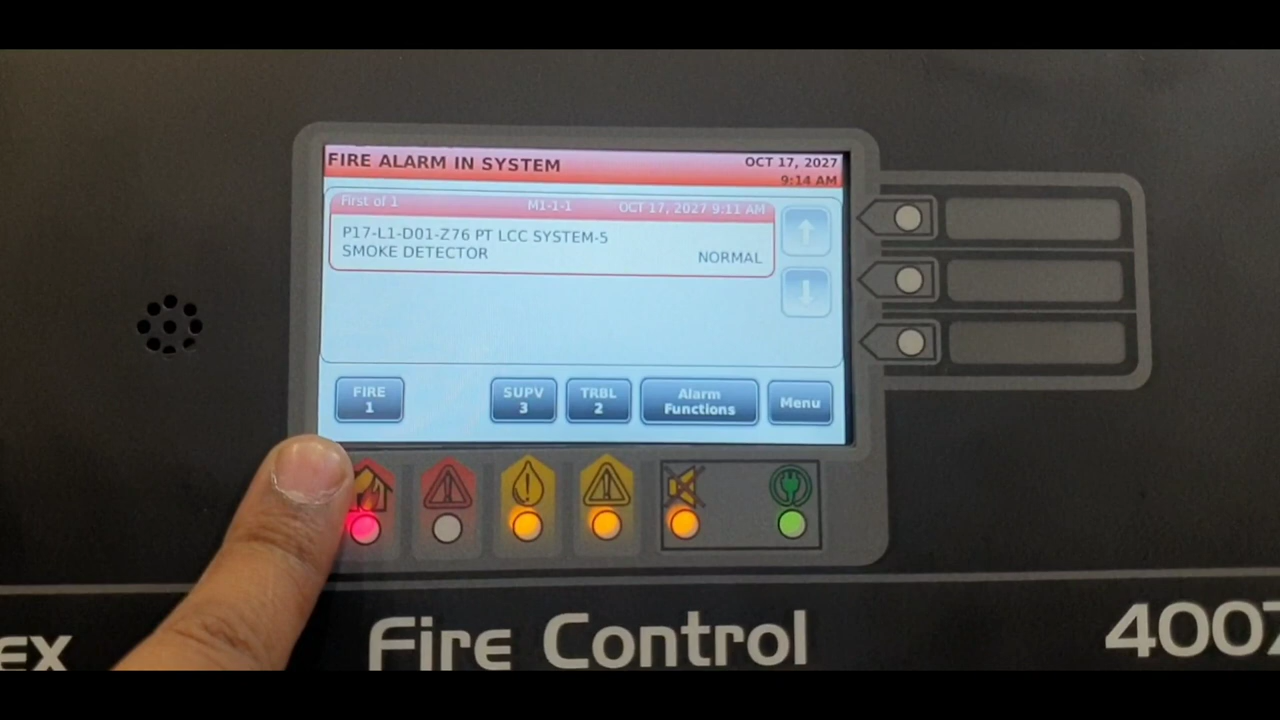 FIRE ALARM IN SYSTEM
OCT 17, 2027
9:14 AM
First of 1 M1-1-1 OCT 17, 2027 9:11 AM
P17-L1-D01-Z76 PT LCC SYSTEM-5
SMOKE DETECTOR NORMAL
FIRE
1
SUPV
3
TRBL
2
Alarm
Functions
Menu
EX
Fire Control
400